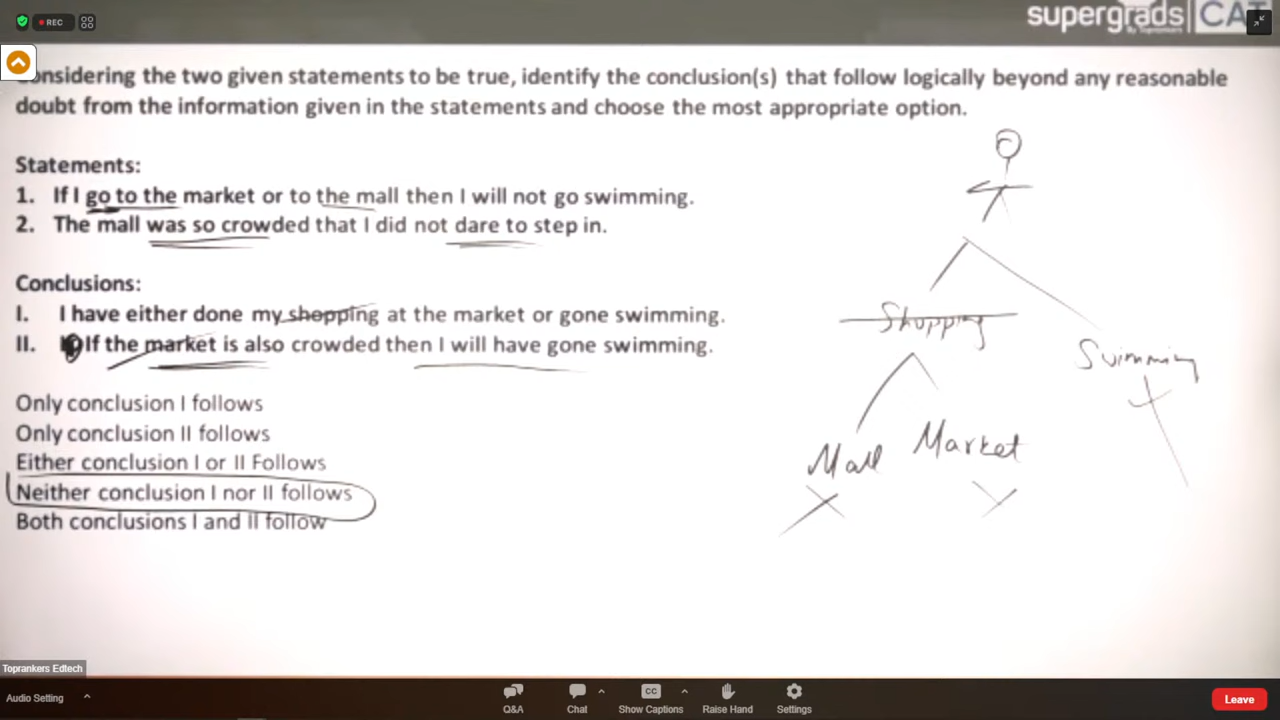 REC
supergrads CAT
By Toprankers
onsidering the two given statements to be true, identify the conclusion(s) that follow logically beyond any reasonable
doubt from the information given in the statements and choose the most appropriate option.
Statements:
1. If I go to the market or to the mall then I will not go swimming.
2. The mall was so crowded that I did not dare to step in.
Conclusions:
I. I have either done my shopping at the market or gone swimming.
II. If the market is also crowded then I will have gone swimming.
Only conclusion I follows
Only conclusion II follows
Either conclusion I or II Follows
Neither conclusion I nor II follows
Both conclusions I and II follow
Shopping
Swimming
Mall Market
Toprankers Edtech
Audio Setting
Q&A
Chat
CC
Show Captions
Raise Hand
Settings
Leave